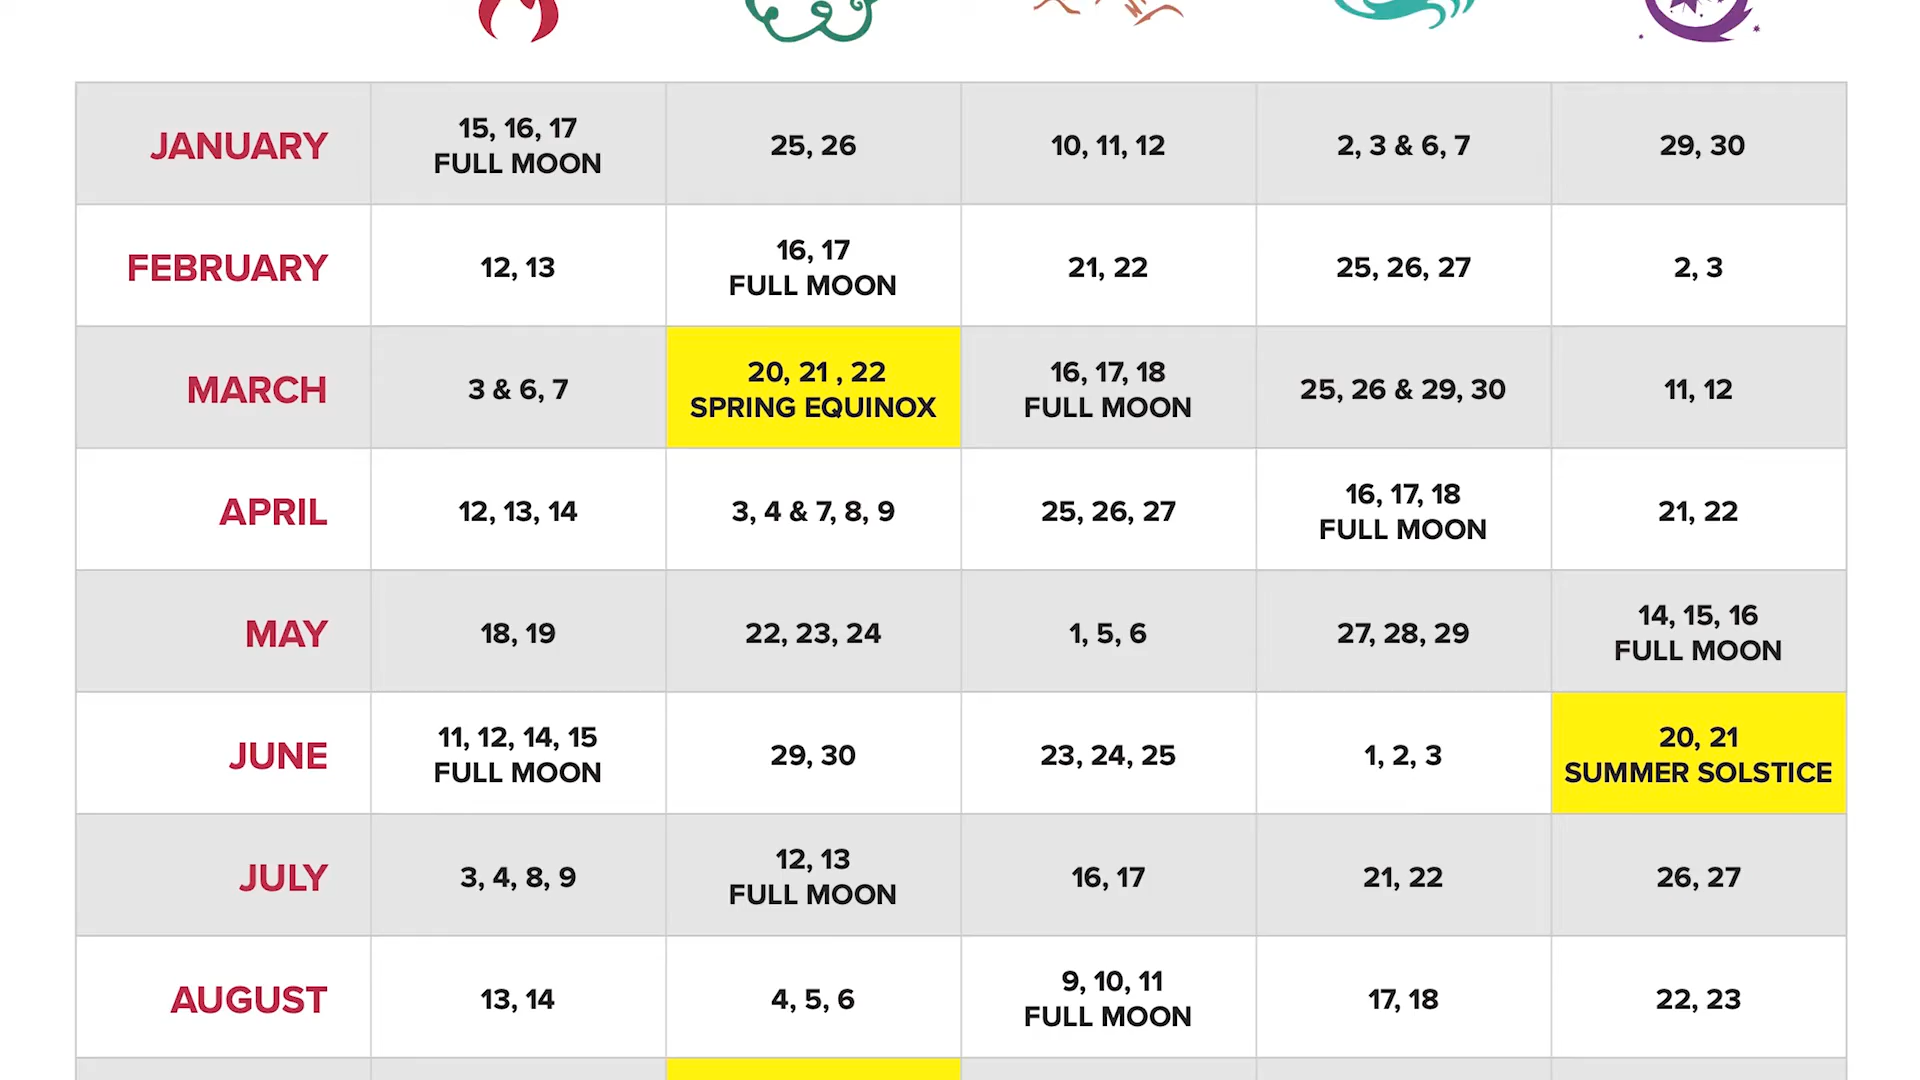 JANUARY
15, 16, 17
FULL MOON
25, 26
10, 11, 12
2, 3 & 6, 7
29, 30
FEBRUARY
12, 13
16, 17
FULL MOON
21, 22
25, 26, 27
2, 3
MARCH
3 & 6, 7
20, 21 , 22
SPRING EQUINOX
16, 17, 18
FULL MOON
25, 26 & 29, 30
11, 12
APRIL
12, 13, 14
3, 4 & 7, 8, 9
25, 26, 27
16, 17, 18
FULL MOON
21, 22
MAY
18, 19
22, 23, 24
1, 5, 6
27, 28, 29
14, 15, 16
FULL MOON
JUNE
11, 12, 14, 15
FULL MOON
29, 30
23, 24, 25
1, 2, 3
20, 21
SUMMER SOLSTICE
JULY
3, 4, 8, 9
12, 13
FULL MOON
16, 17
21, 22
26, 27
AUGUST
13, 14
4, 5, 6
9, 10, 11
FULL MOON
17, 18
22, 23